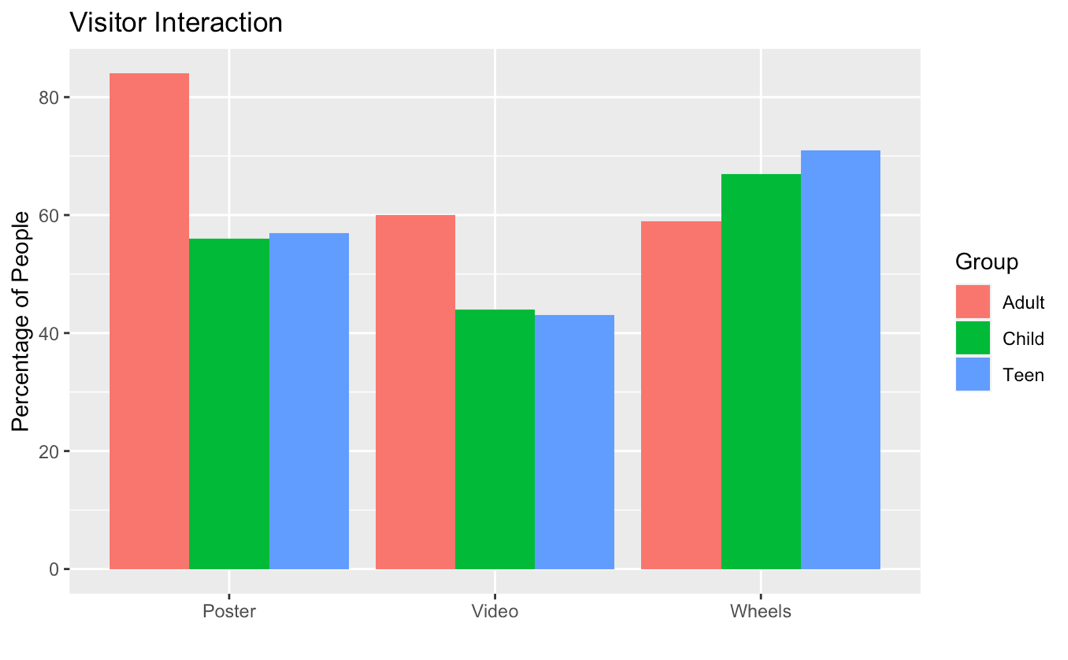 Visitor Interaction
Percentage of People
80
60
40
20
0
Poster
Video
Wheels
Group
Adult
Child
Teen